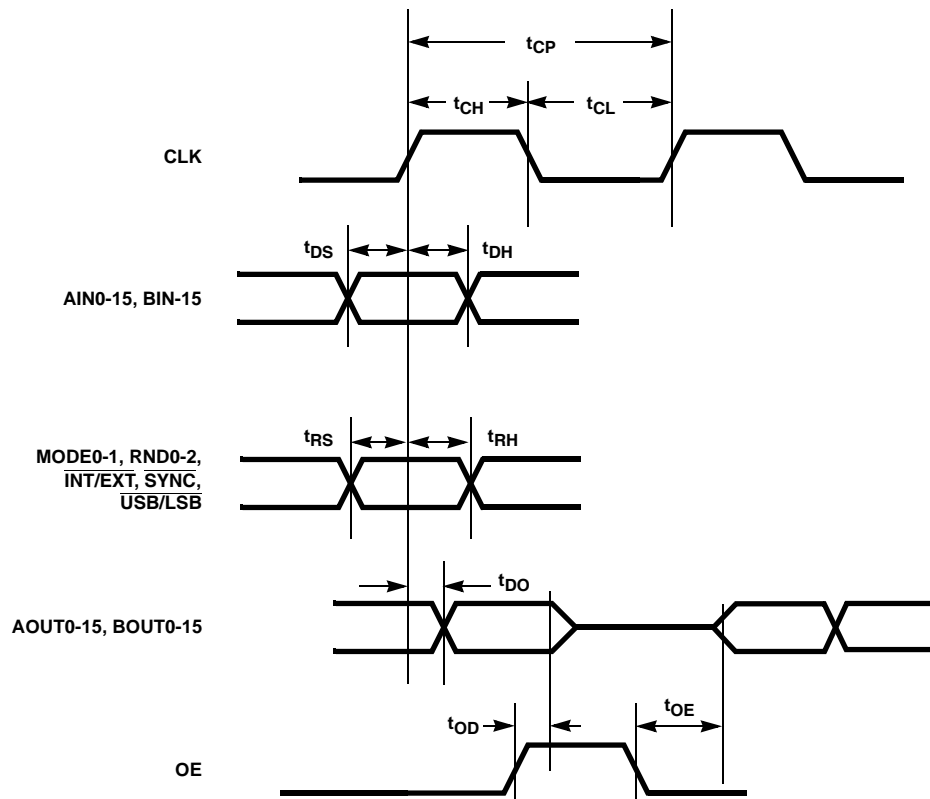 tCP
tCH
tCL
CLK
tDS
tDH
AIN0-15, BIN-15
tRS
tRH
MODE0-1, RND0-2,
INT/EXT, SYNC,
USB/LSB
tDO
AOUT0-15, BOUT0-15
tOD
tOE
OE